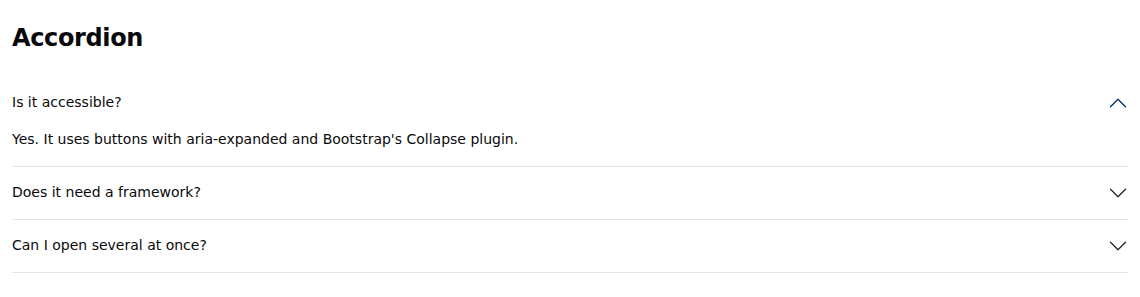 Accordion
Is it accessible?
Yes. It uses buttons with aria-expanded and Bootstrap's Collapse plugin.
Does it need a framework?
Can I open several at once?